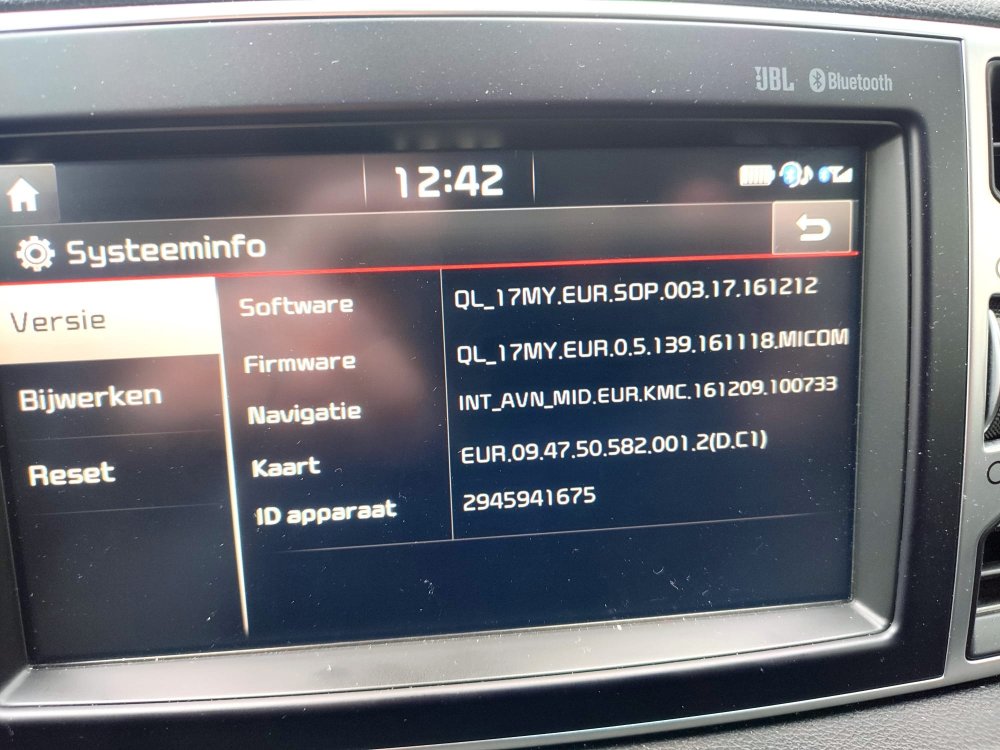 JBL Bluetooth
12:42
Systeeminfo
Versie
Bijwerken
Reset
Software QL_17MY.EUR.SOP.003.17.161212
Firmware QL_17MY.EUR.0.5.139.161118.MICOM
Navigatie INT_AVN_MID.EUR.KMC.161209.100733
Kaart EUR.09.47.50.582.001.2(D.C1)
ID apparaat 2945941675